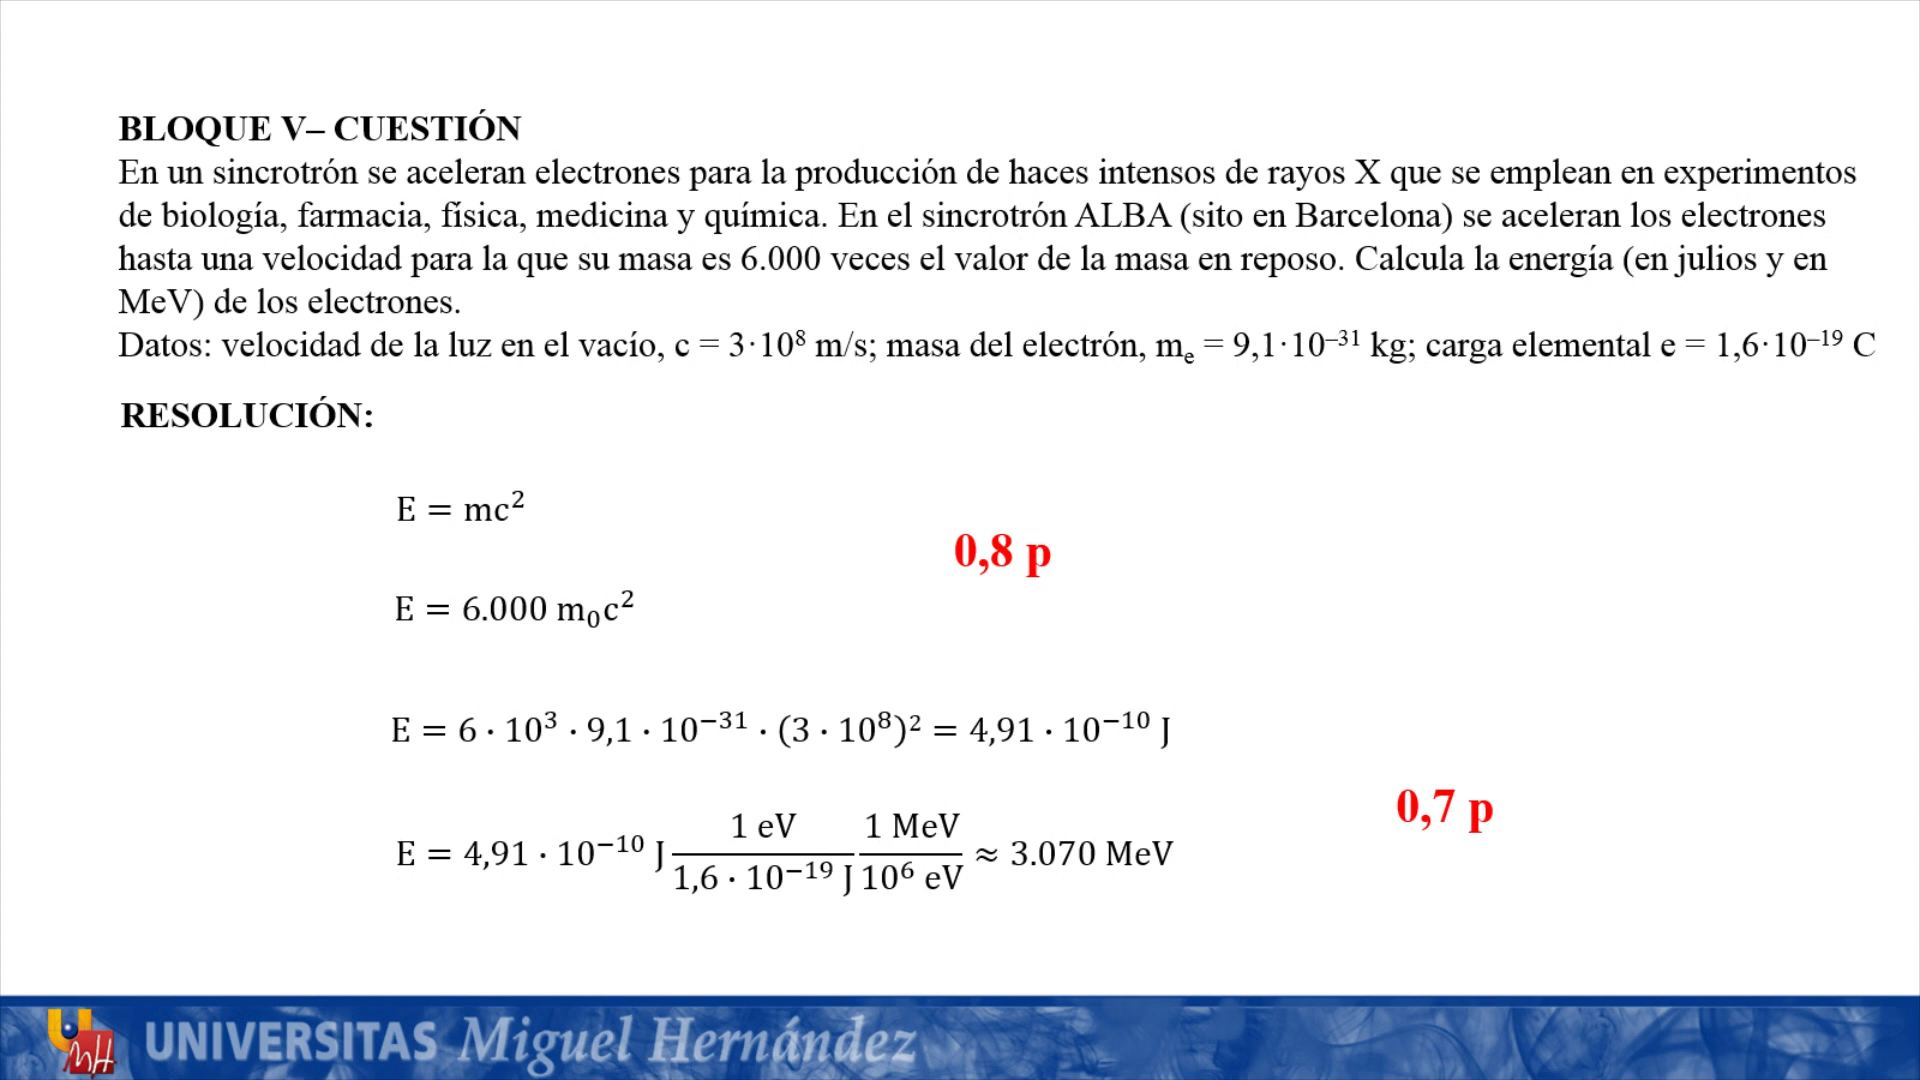 BLOQUE V– CUESTIÓN
En un sincrotrón se aceleran electrones para la producción de haces intensos de rayos X que se emplean en experimentos
de biología, farmacia, física, medicina y química. En el sincrotrón ALBA (sito en Barcelona) se aceleran los electrones
hasta una velocidad para la que su masa es 6.000 veces el valor de la masa en reposo. Calcula la energía (en julios y en
MeV) de los electrones.
Datos: velocidad de la luz en el vacío, c = 3·10⁸ m/s; masa del electrón, mₑ = 9,1·10⁻³¹ kg; carga elemental e = 1,6·10⁻¹⁹ C
RESOLUCIÓN:
E = mc²
0,8 p
E = 6.000 m₀c²
E = 6 · 10³ · 9,1 · 10⁻³¹ · (3 · 10⁸)² = 4,91 · 10⁻¹⁰ J
0,7 p
1 eV 1 MeV
E = 4,91 · 10⁻¹⁰ J ≈ 3.070 MeV
1,6 · 10⁻¹⁹ J 10⁶ eV
UNIVERSITAS Miguel Hernández